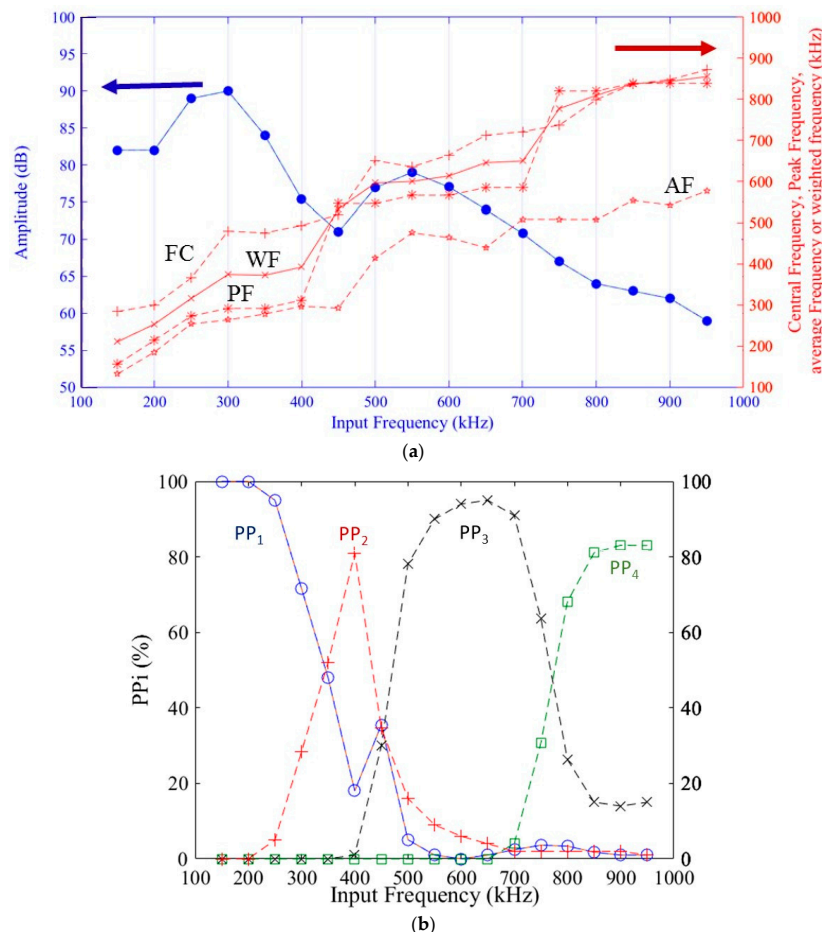 100
95
90
85
80
75
70
65
60
55
50
Amplitude (dB)
1000
900
800
700
600
500
400
300
200
100
Central Frequency, Peak Frequency,
average Frequency or weighted frequency (kHz)
FC
WF
PF
AF
100 200 300 400 500 600 700 800 900 1000
Input Frequency (kHz)
(a)
100
80
60
40
20
0
PPi (%)
100
80
60
40
20
0
PP1
PP2
PP3
PP4
100 200 300 400 500 600 700 800 900 1000
Input Frequency (kHz)
(b)